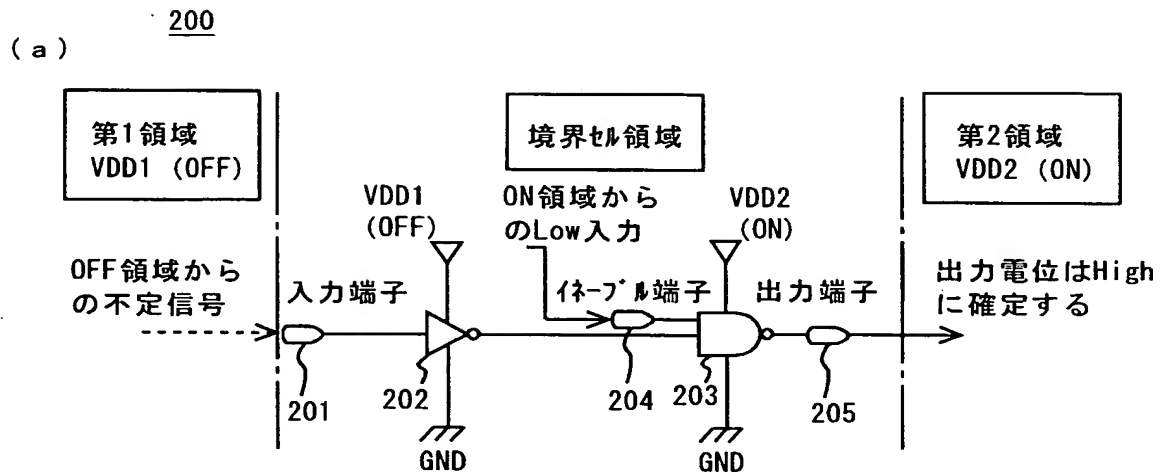 200
(a)
第1領域
VDD1 (OFF)
境界ｾﾙ領域
第2領域
VDD2 (ON)
VDD1
(OFF)
ON領域から
のLow入力
VDD2
(ON)
OFF領域から
の不定信号
入力端子
ｲﾈｰﾌﾞﾙ端子
出力端子
出力電位はHigh
に確定する
201
202
204
203
205
GND
GND